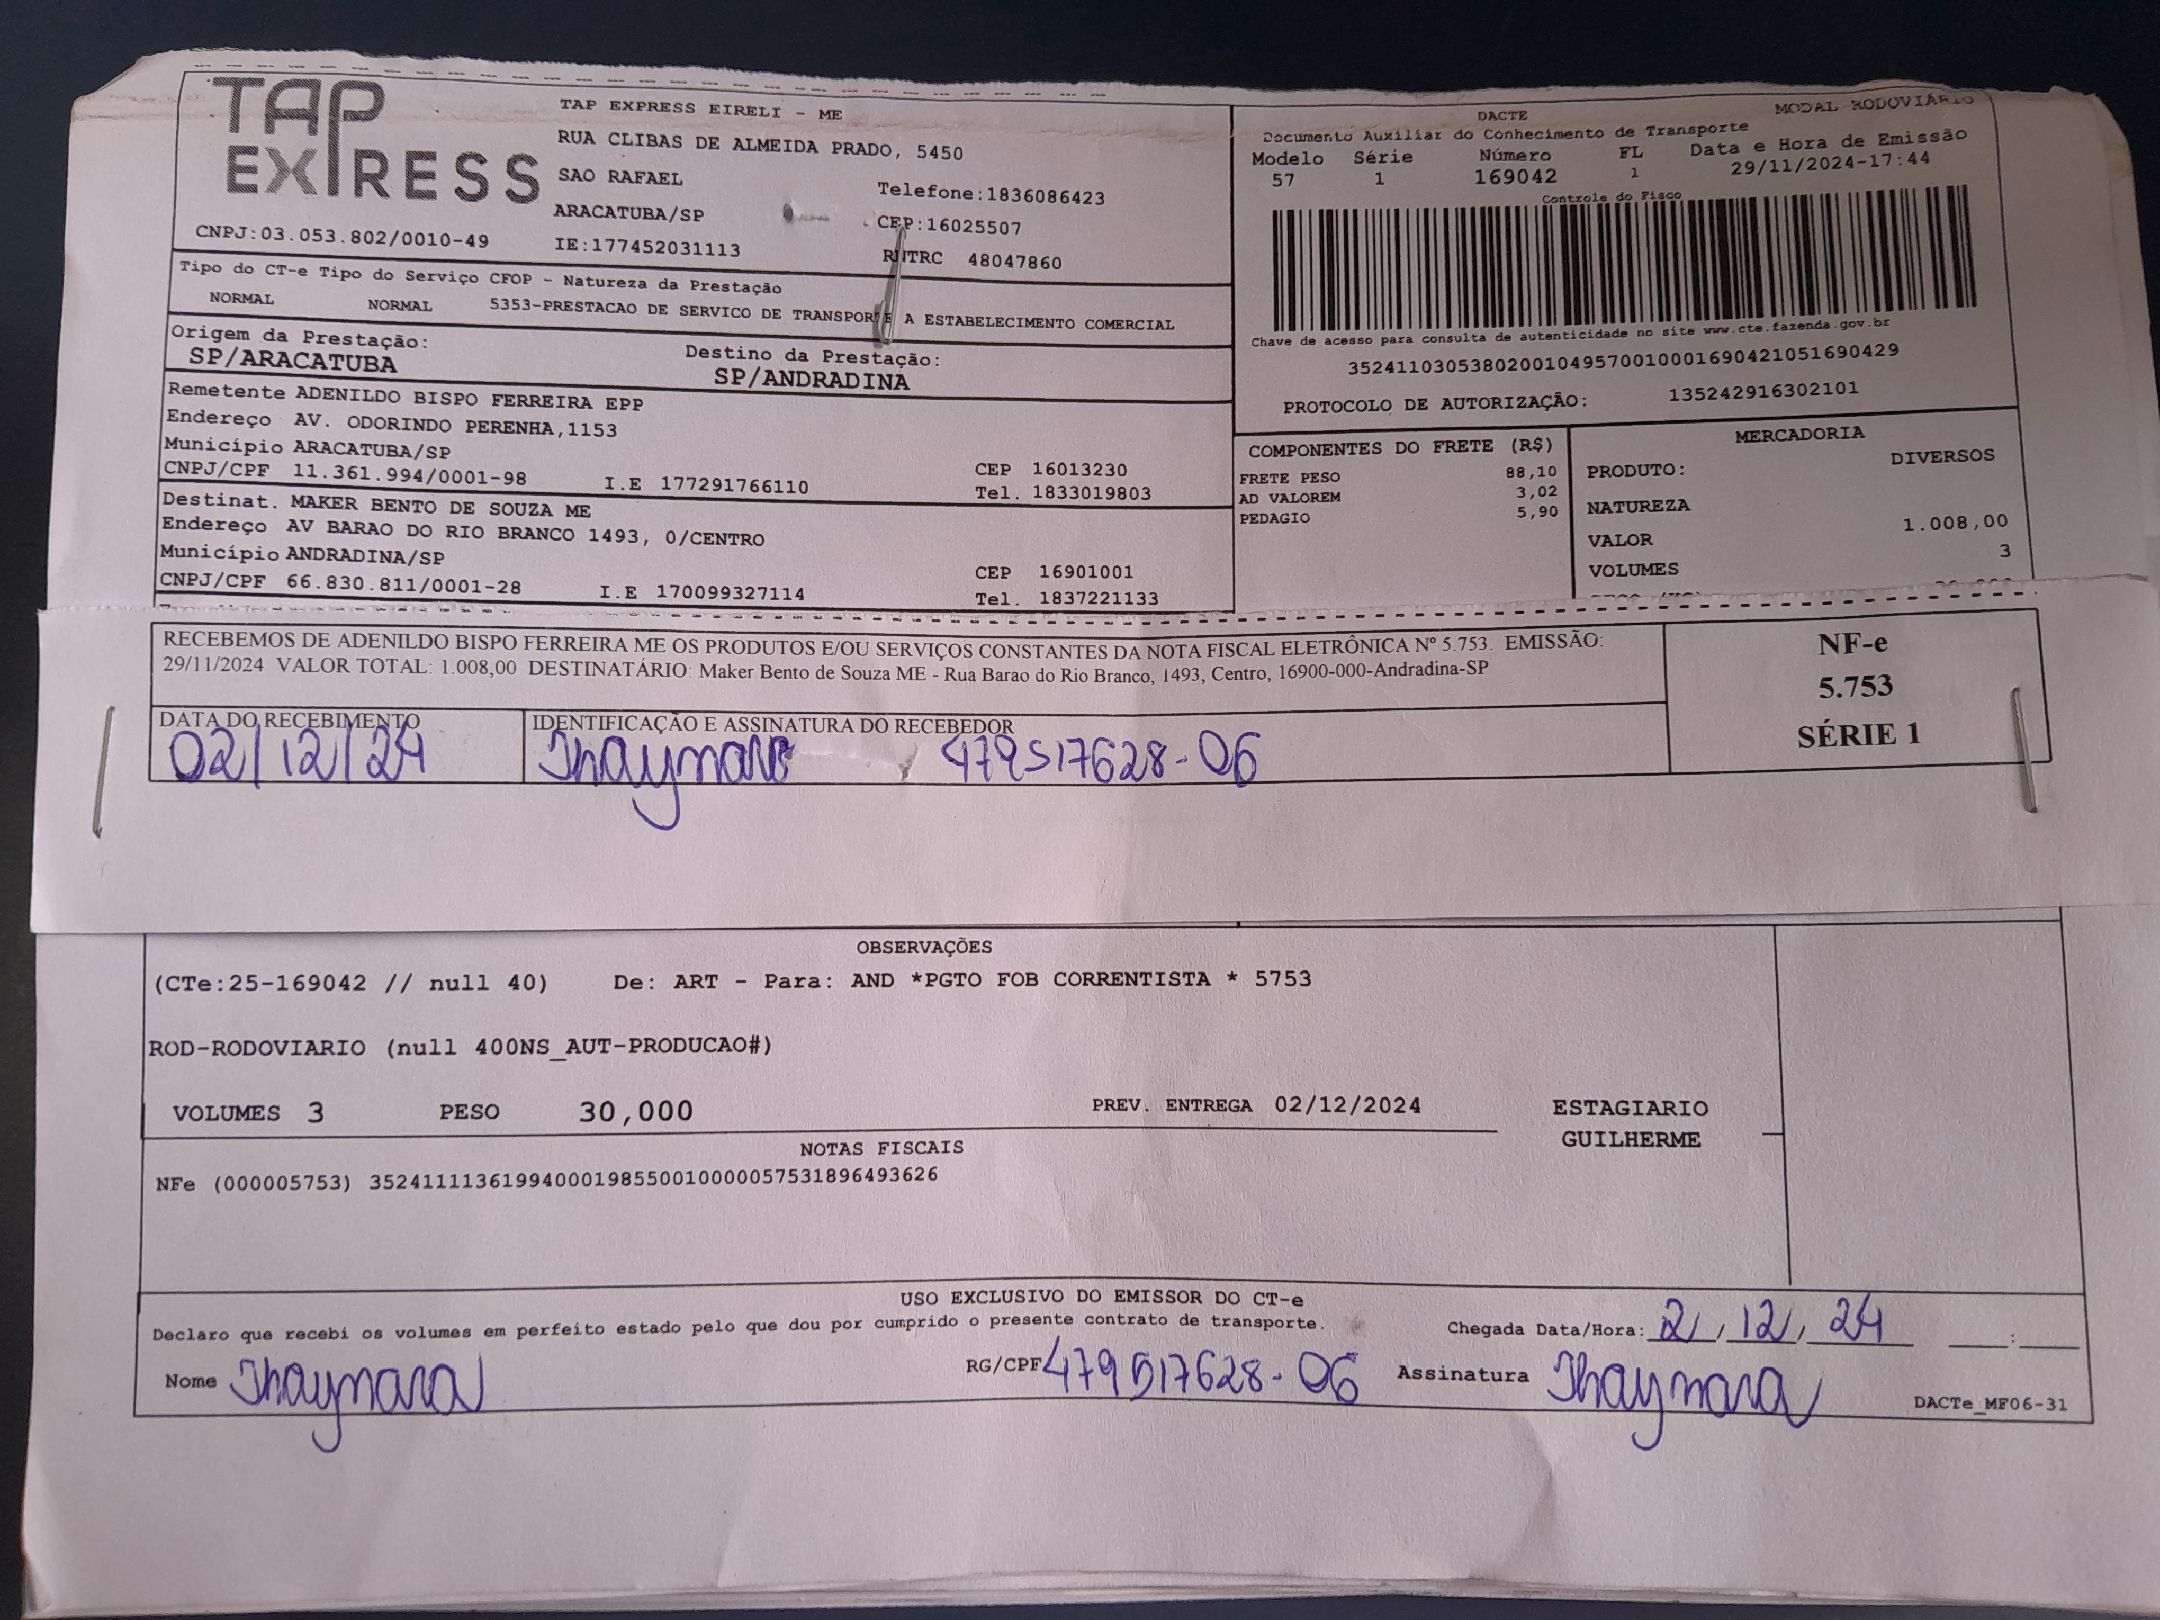 TAP
EXPRESS
TAP EXPRESS EIRELI - ME
RUA CLIBAS DE ALMEIDA PRADO, 5450
SAO RAFAEL
Telefone:1836086423
ARACATUBA/SP
CEP:16025507
CNPJ:03.053.802/0010-49
IE:177452031113
RNTRC 48047860
DACTE
MODAL RODOVIÁRIO
Documento Auxiliar do Conhecimento de Transporte
Modelo Série Número FL Data e Hora de Emissão
57 1 169042 1 29/11/2024-17:44
Controle do Fisco
Chave de acesso para consulta de autenticidade no site www.cte.fazenda.gov.br
35241103053802001049570010001690421051690429
PROTOCOLO DE AUTORIZAÇÃO: 135242916302101
Tipo do CT-e Tipo do Serviço CFOP - Natureza da Prestação
NORMAL NORMAL 5353-PRESTACAO DE SERVICO DE TRANSPORTE A ESTABELECIMENTO COMERCIAL
Origem da Prestação:
SP/ARACATUBA
Destino da Prestação:
SP/ANDRADINA
Remetente ADENILDO BISPO FERREIRA EPP
Endereço AV. ODORINDO PERENHA,1153
Município ARACATUBA/SP
CEP 16013230
CNPJ/CPF 11.361.994/0001-98 I.E 177291766110 Tel. 1833019803
Destinat. MAKER BENTO DE SOUZA ME
Endereço AV BARAO DO RIO BRANCO 1493, 0/CENTRO
Município ANDRADINA/SP
CEP 16901001
CNPJ/CPF 66.830.811/0001-28 I.E 170099327114 Tel. 1837221133
COMPONENTES DO FRETE (R$)
FRETE PESO 88,10
AD VALOREM 3,02
PEDAGIO 5,90
MERCADORIA
PRODUTO: DIVERSOS
NATUREZA
VALOR 1.008,00
VOLUMES 3
RECEBEMOS DE ADENILDO BISPO FERREIRA ME OS PRODUTOS E/OU SERVIÇOS CONSTANTES DA NOTA FISCAL ELETRÔNICA Nº 5.753. EMISSÃO:
29/11/2024 VALOR TOTAL: 1.008,00 DESTINATÁRIO: Maker Bento de Souza ME - Rua Barao do Rio Branco, 1493, Centro, 16900-000-Andradina-SP
NF-e
5.753
SÉRIE 1
DATA DO RECEBIMENTO
02/12/24
IDENTIFICAÇÃO E ASSINATURA DO RECEBEDOR
Thaynara 479517628-06
OBSERVAÇÕES
(CTe:25-169042 // null 40) De: ART - Para: AND *PGTO FOB CORRENTISTA * 5753
ROD-RODOVIARIO (null 400NS_AUT-PRODUCAO#)
VOLUMES 3 PESO 30,000 PREV. ENTREGA 02/12/2024
ESTAGIARIO
GUILHERME
NOTAS FISCAIS
NFe (000005753) 35241111361994000198550010000057531896493626
USO EXCLUSIVO DO EMISSOR DO CT-e
Declaro que recebi os volumes em perfeito estado pelo que dou por cumprido o presente contrato de transporte.
Chegada Data/Hora: 2/12/24 :
Nome Thaynara RG/CPF 479517628-06 Assinatura Thaynara
DACTe_MF06-31